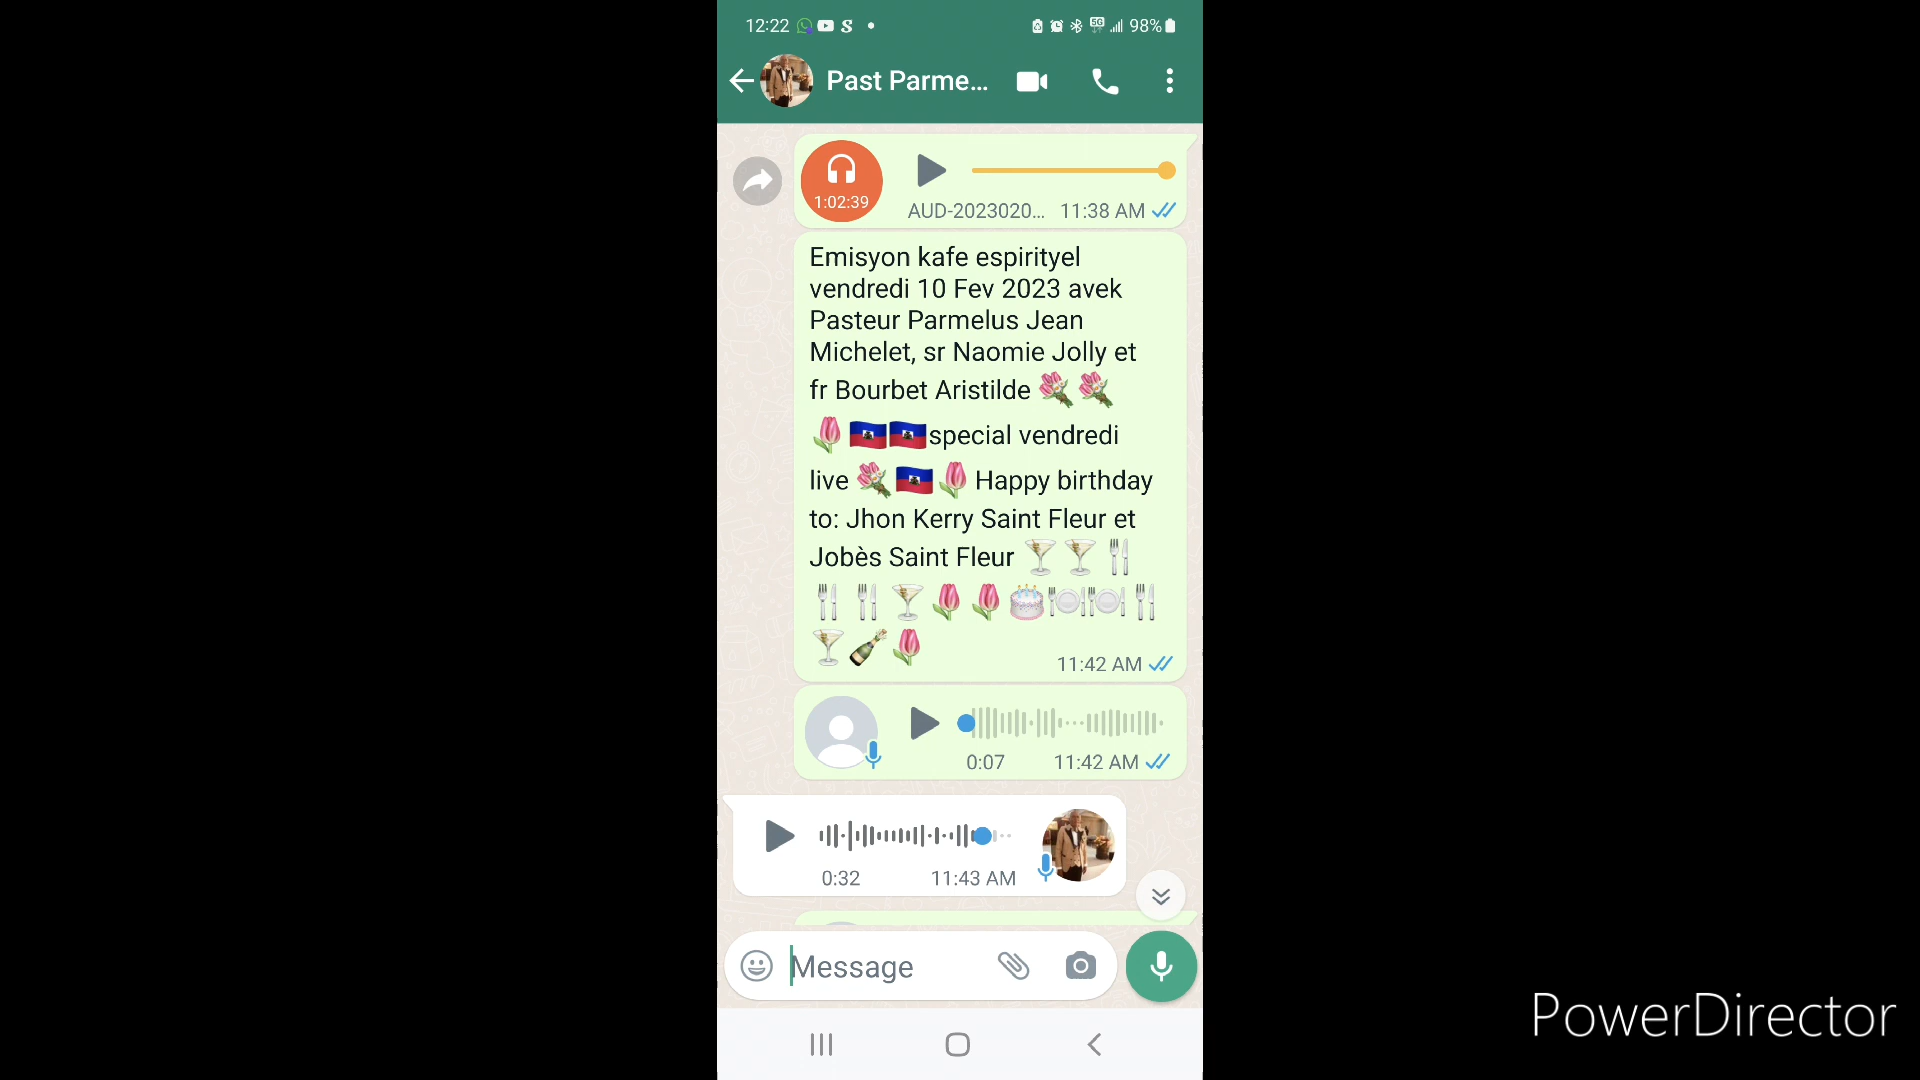 12:22
98%
Past Parme...
1:02:39
AUD-2023020... 11:38 AM
Emisyon kafe espirityel
vendredi 10 Fev 2023 avek
Pasteur Parmelus Jean
Michelet, sr Naomie Jolly et
fr Bourbet Aristilde 💐💐
🌷🇭🇹🇭🇹special vendredi
live 💐🇭🇹🌷Happy birthday
to: Jhon Kerry Saint Fleur et
Jobès Saint Fleur 🍸🍸🍴
🍴🍴🍸🌷🌷🎂🍽🍽🍴
🍸🍾🌷
11:42 AM
0:07 11:42 AM
0:32 11:43 AM
Message
PowerDirector